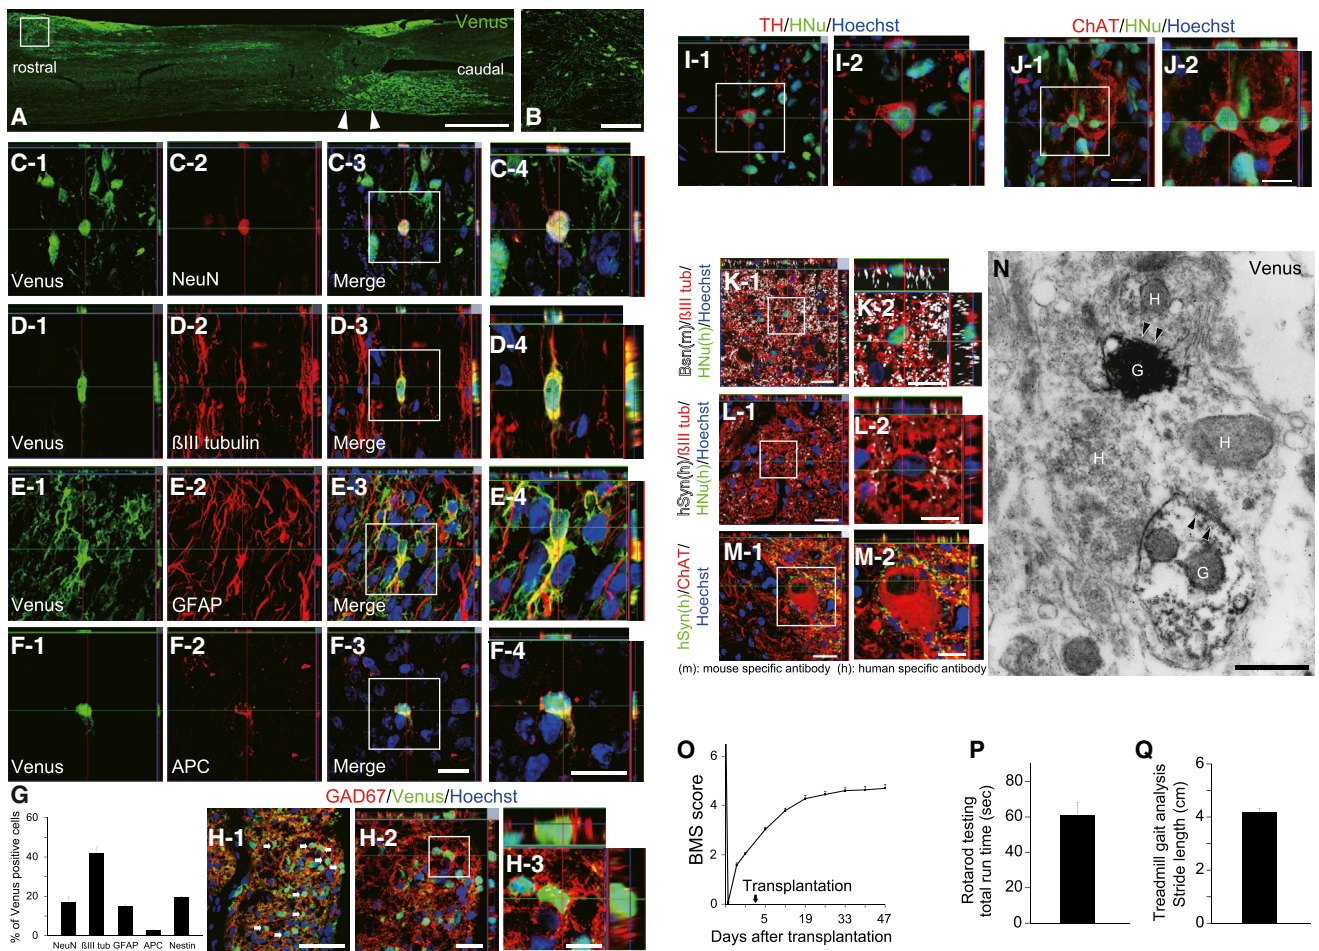 Venus
rostral
caudal
A
B
C-1
C-2
C-3
C-4
Venus
NeuN
Merge
D-1
D-2
D-3
D-4
Venus
ßIII tubulin
Merge
E-1
E-2
E-3
E-4
Venus
GFAP
Merge
F-1
F-2
F-3
F-4
Venus
APC
Merge
G
% of Venus positive cells
60
40
20
0
NeuN ßIII tub GFAP APC Nestin
GAD67/Venus/Hoechst
H-1
H-2
H-3
TH/HNu/Hoechst
I-1
I-2
ChAT/HNu/Hoechst
J-1
J-2
Bsn(m)/ßIII tub/
HNu(h)/Hoechst
K-1
K-2
hSyn(h)/ßIII tub/
HNu(h)/Hoechst
L-1
L-2
hSyn(h)/ChAT/
Hoechst
M-1
M-2
(m): mouse specific antibody (h): human specific antibody
N
Venus
H
G
H
H
G
O
BMS score
6
4
2
0
Transplantation
5 19 33 47
Days after transplantation
P
Rotarod testing
total run time (sec)
80
60
40
20
0
Q
Treadmill gait analysis
Stride length (cm)
6
4
2
0